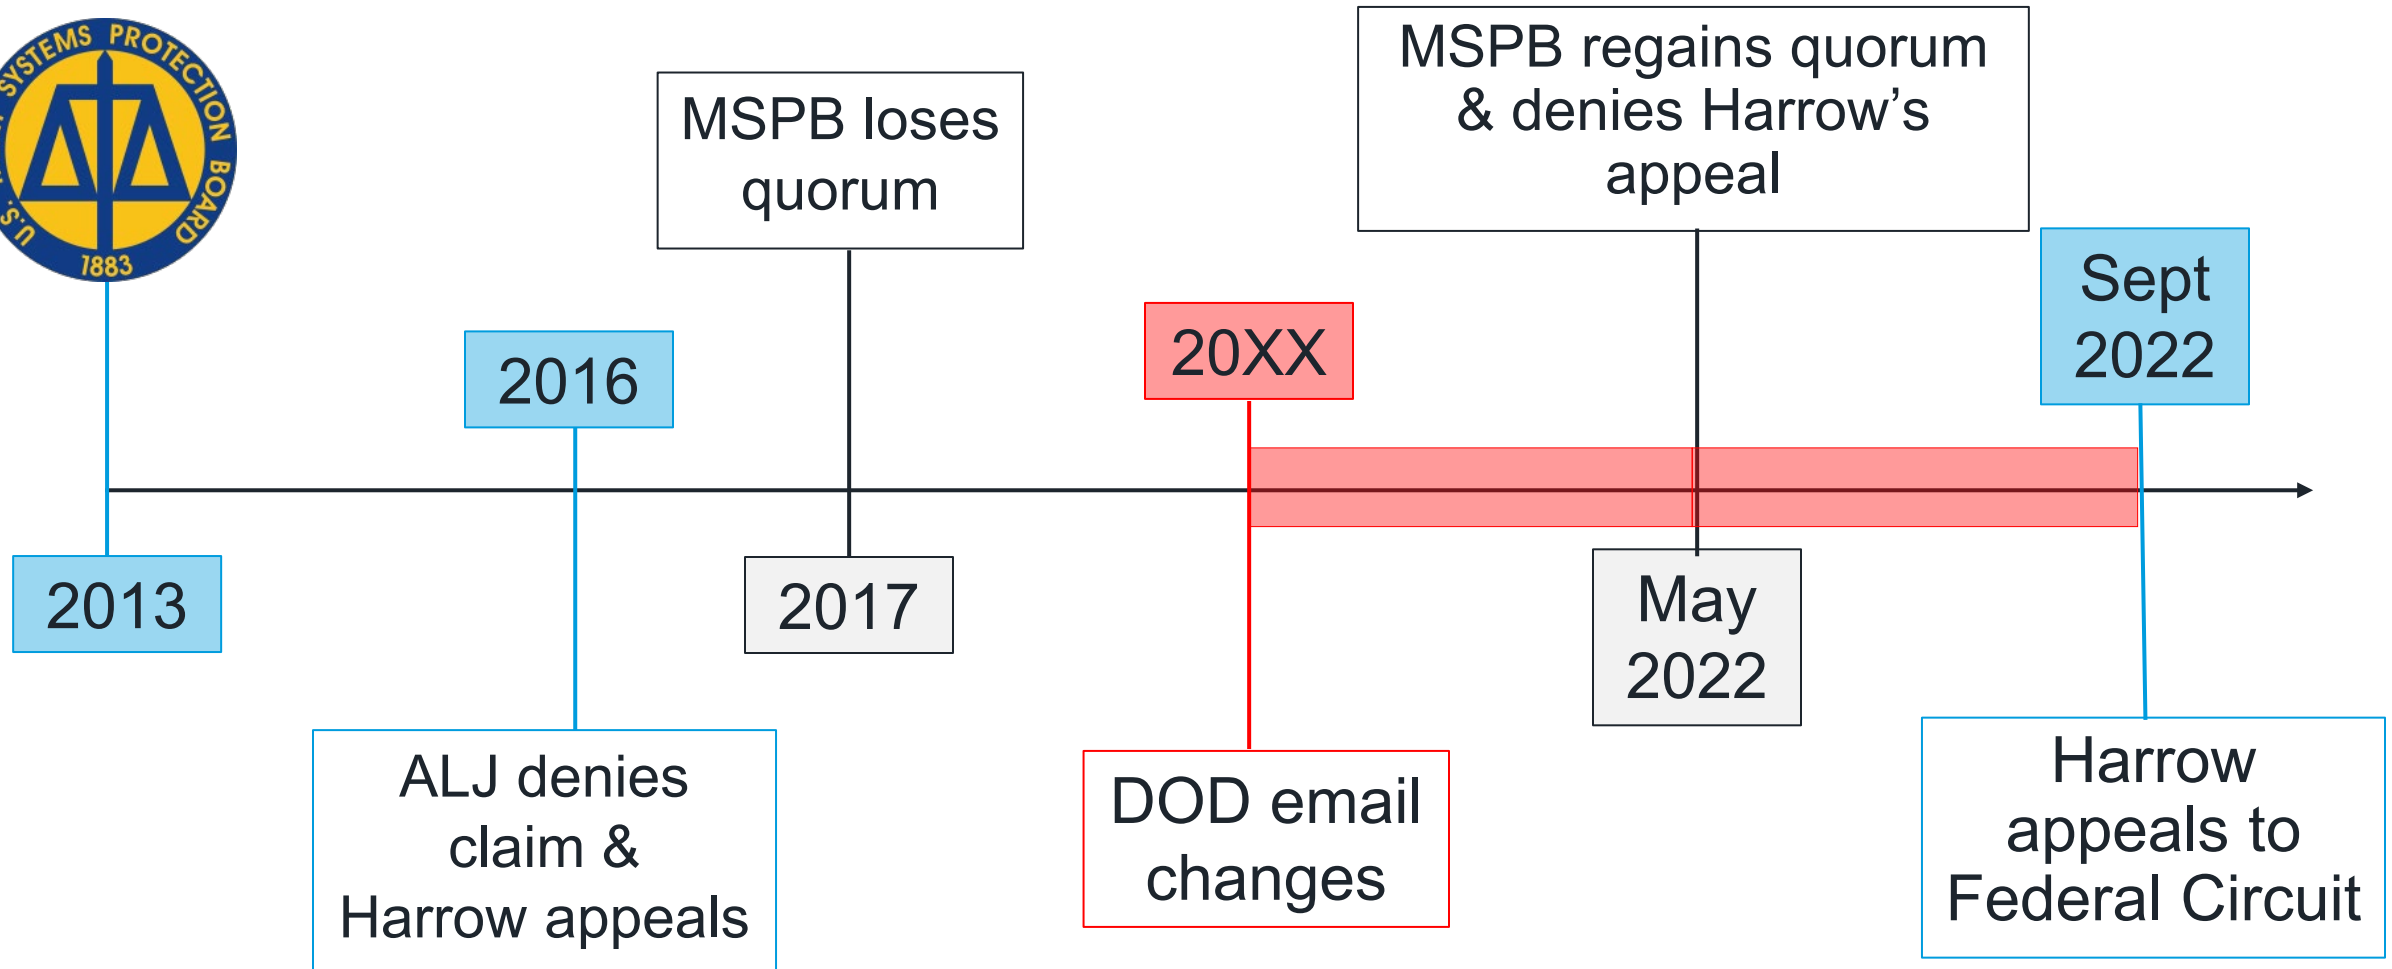 SYSTEMS PROTECTION BOARD
U.S.
1883
MSPB loses
quorum
MSPB regains quorum
& denies Harrow’s
appeal
2016
20XX
Sept
2022
2013
2017
May
2022
ALJ denies
claim &
Harrow appeals
DOD email
changes
Harrow
appeals to
Federal Circuit